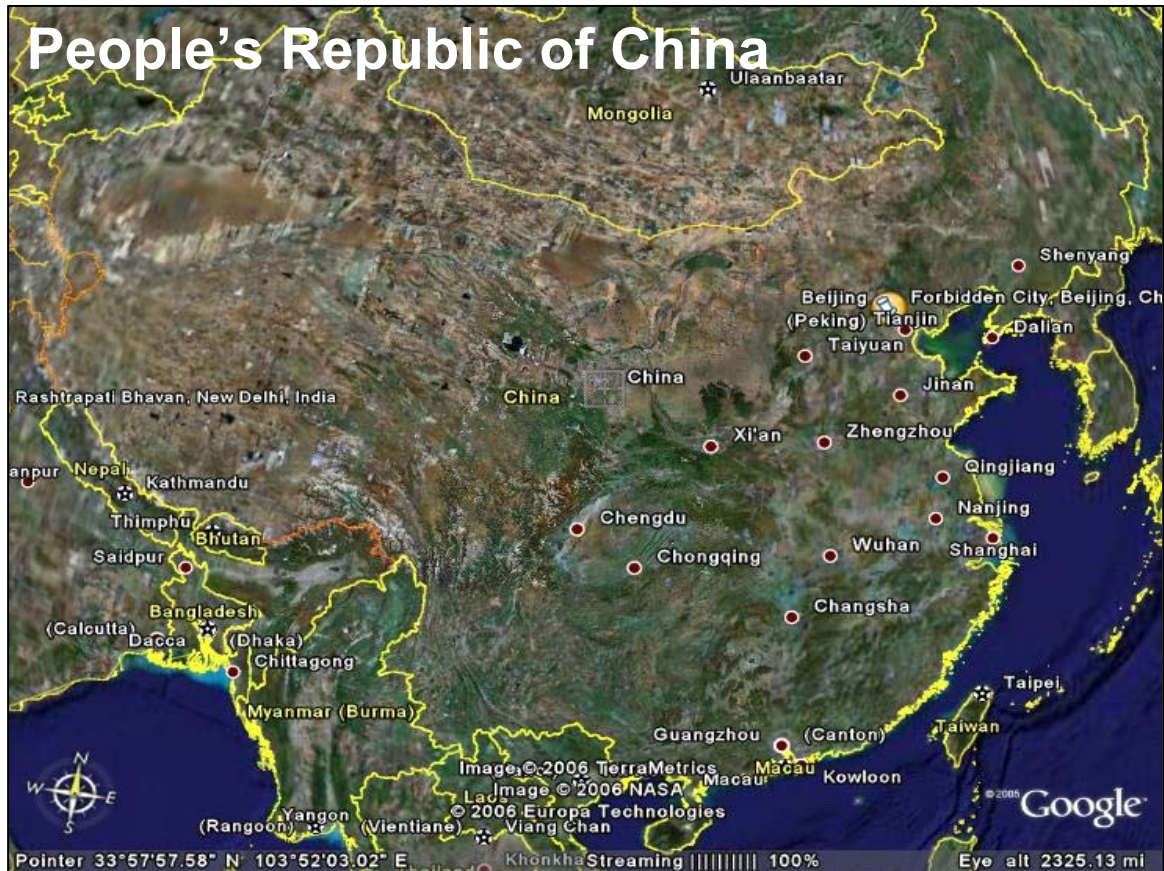 People's Republic of China
Ulaanbaatar
Mongolia
Shenyang
Beijing
Forbidden City, Beijing, Ch
(Peking)
Tianjin
Dalian
Taiyuan
China
China
Jinan
Rashtrapati Bhavan, New Delhi, India
Xi'an
Zhengzhou
anpur
Nepal
Kathmandu
Qingjiang
Thimphu
Chengdu
Nanjing
Bhutan
Saidpur
Chongqing
Wuhan
Shanghai
Bangladesh
Changsha
(Calcutta)
Dacca
(Dhaka)
Chittagong
Taipei
Myanmar (Burma)
Taiwan
Guangzhou
(Canton)
Image © 2006 TerraMetrics
Macau
Macau
Kowloon
Image © 2006 NASA
Laos
© 2006 Europa Technologies
N
W
E
S
© 2005 Google
Yangon
(Rangoon)
(Vientiane)
Viang Chan
Khonkha
Thailand
Pointer 33°57'57.58" N 103°52'03.02" E
Streaming |||||||||| 100%
Eye alt 2325.13 mi